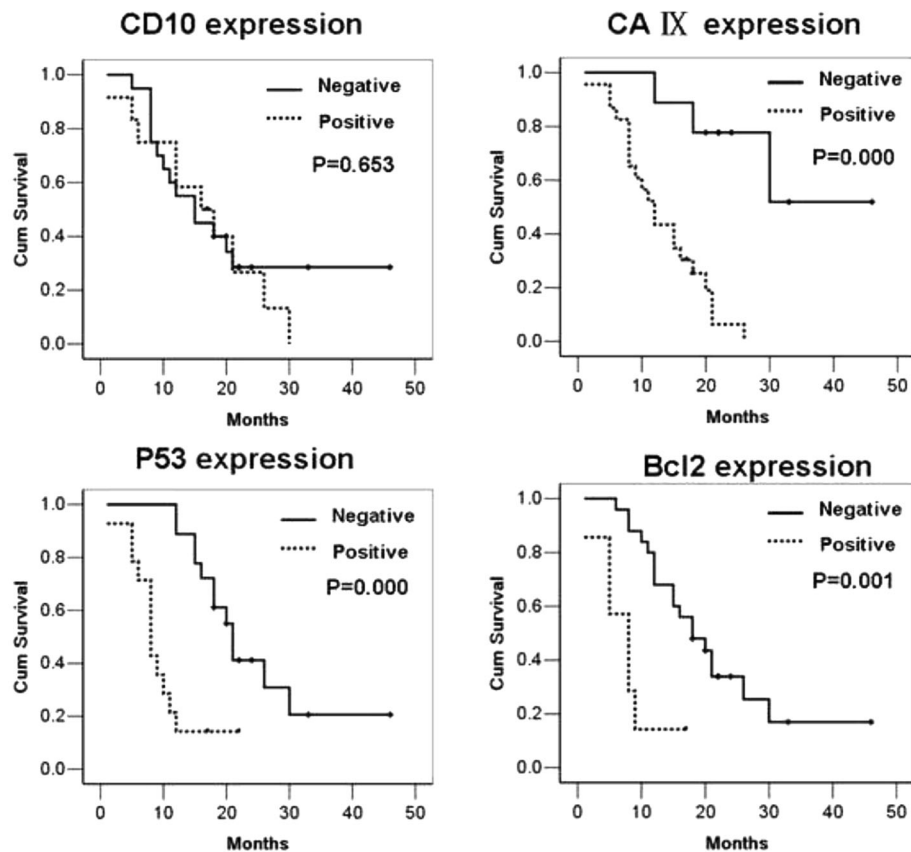 CD10 expression
1.0
0.8
0.6
0.4
0.2
0.0
Cum Survival
Negative
Positive
P=0.653
0 10 20 30 40 50
Months
CA Ⅸ expression
1.0
0.8
0.6
0.4
0.2
0.0
Cum Survival
Negative
Positive
P=0.000
0 10 20 30 40 50
Months
P53 expression
1.0
0.8
0.6
0.4
0.2
0.0
Cum Survival
Negative
Positive
P=0.000
0 10 20 30 40 50
Months
Bcl2 expression
1.0
0.8
0.6
0.4
0.2
0.0
Cum Survival
Negative
Positive
P=0.001
0 10 20 30 40 50
Months